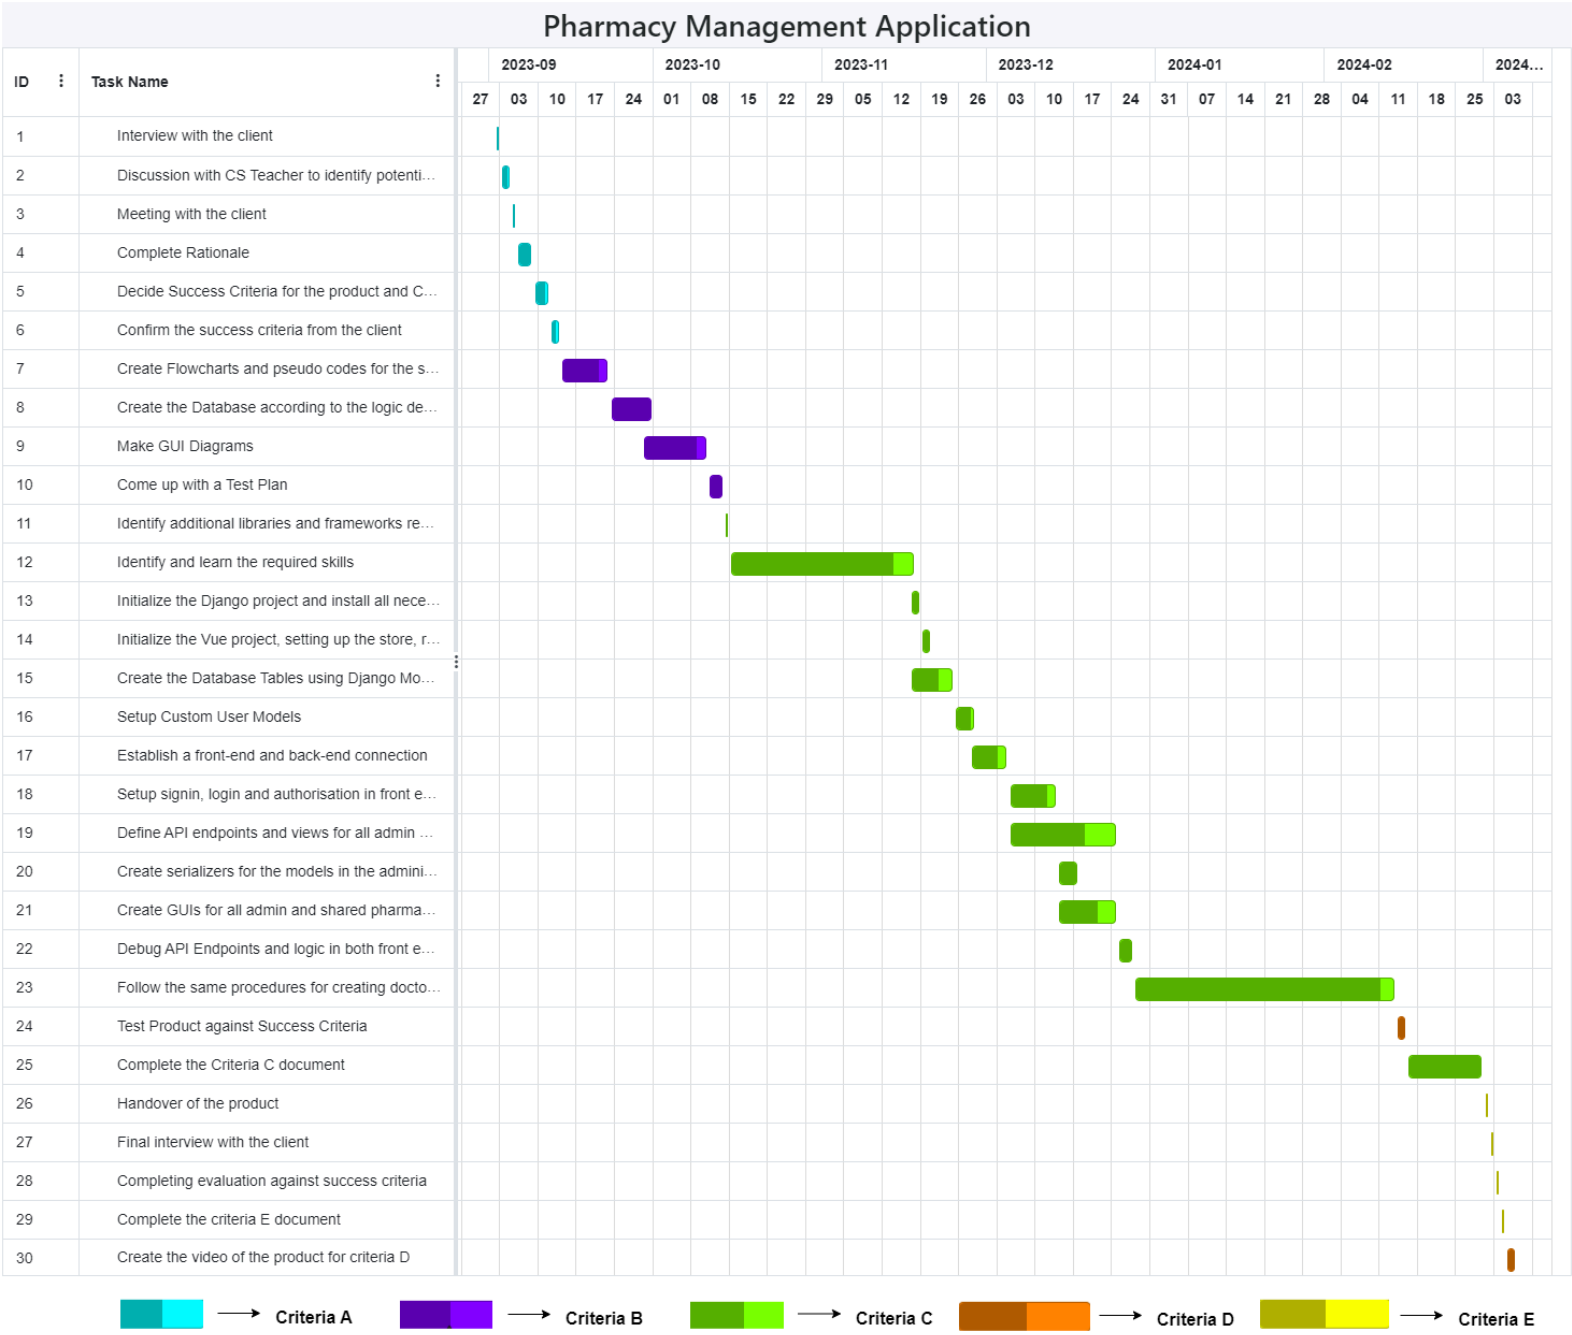 Pharmacy Management Application
ID Task Name 2023-09 2023-10 2023-11 2023-12 2024-01 2024-02 2024...
27 03 10 17 24 01 08 15 22 29 05 12 19 26 03 10 17 24 31 07 14 21 28 04 11 18 25 03
1 Interview with the client
2 Discussion with CS Teacher to identify potenti...
3 Meeting with the client
4 Complete Rationale
5 Decide Success Criteria for the product and C...
6 Confirm the success criteria from the client
7 Create Flowcharts and pseudo codes for the s...
8 Create the Database according to the logic de...
9 Make GUI Diagrams
10 Come up with a Test Plan
11 Identify additional libraries and frameworks re...
12 Identify and learn the required skills
13 Initialize the Django project and install all nece...
14 Initialize the Vue project, setting up the store, r...
15 Create the Database Tables using Django Mo...
16 Setup Custom User Models
17 Establish a front-end and back-end connection
18 Setup signin, login and authorisation in front e...
19 Define API endpoints and views for all admin ...
20 Create serializers for the models in the admini...
21 Create GUIs for all admin and shared pharma...
22 Debug API Endpoints and logic in both front e...
23 Follow the same procedures for creating docto...
24 Test Product against Success Criteria
25 Complete the Criteria C document
26 Handover of the product
27 Final interview with the client
28 Completing evaluation against success criteria
29 Complete the criteria E document
30 Create the video of the product for criteria D
Criteria A Criteria B Criteria C Criteria D Criteria E